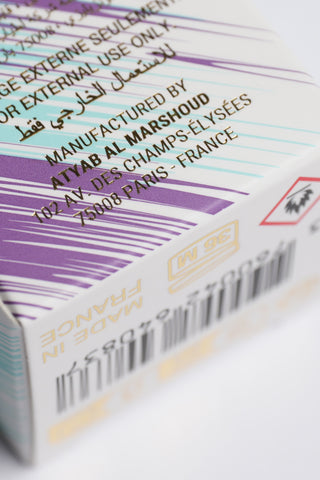 75008
GE EXTERNE SEULEMENT
OR EXTERNAL USE ONLY
للاستعمال الخارجي فقط
MANUFACTURED BY
ATYAB AL MARSHOUD
102 AV. DES CHAMPS-ÉLYSÉES
75008 PARIS - FRANCE
36 M
MADE IN
FRANCE